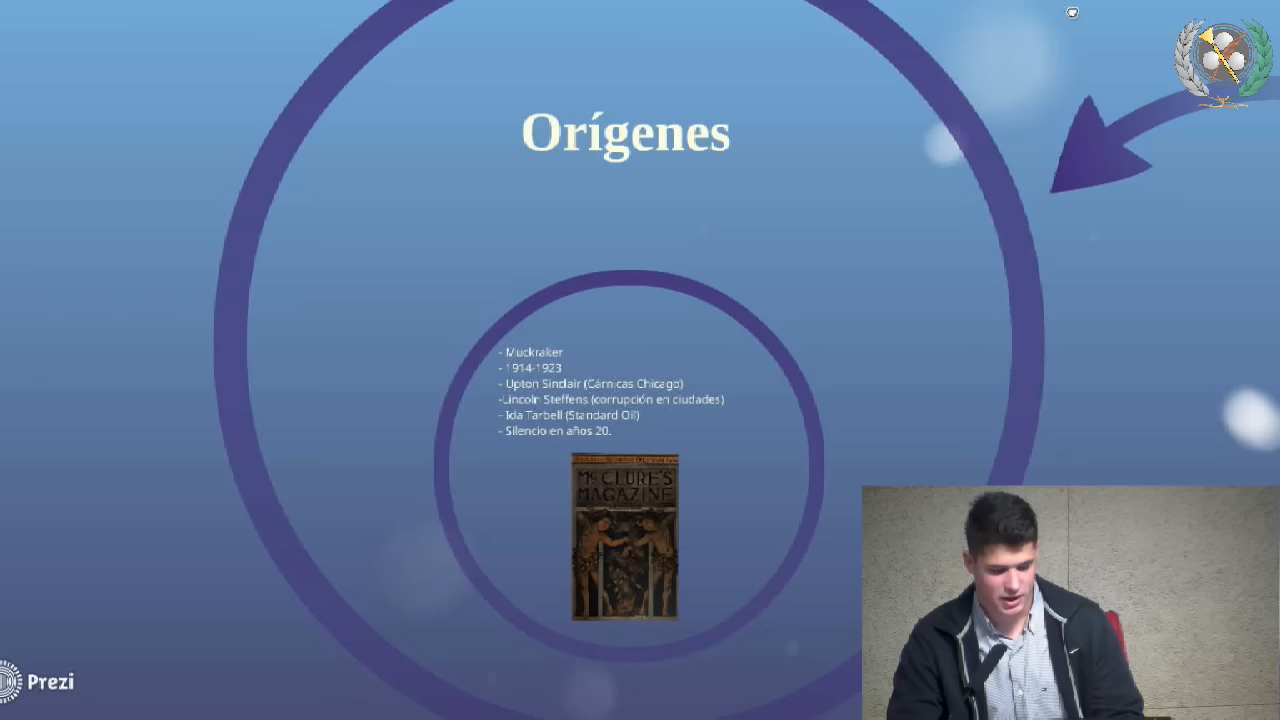 Orígenes
- Muckraker
- 1914-1923
- Upton Sinclair (Cárnicas Chicago)
-Lincoln Steffens (corrupción en ciudades)
- Ida Tarbell (Standard Oil)
- Silencio en años 20.
McCLURE'S
MAGAZINE
Prezi